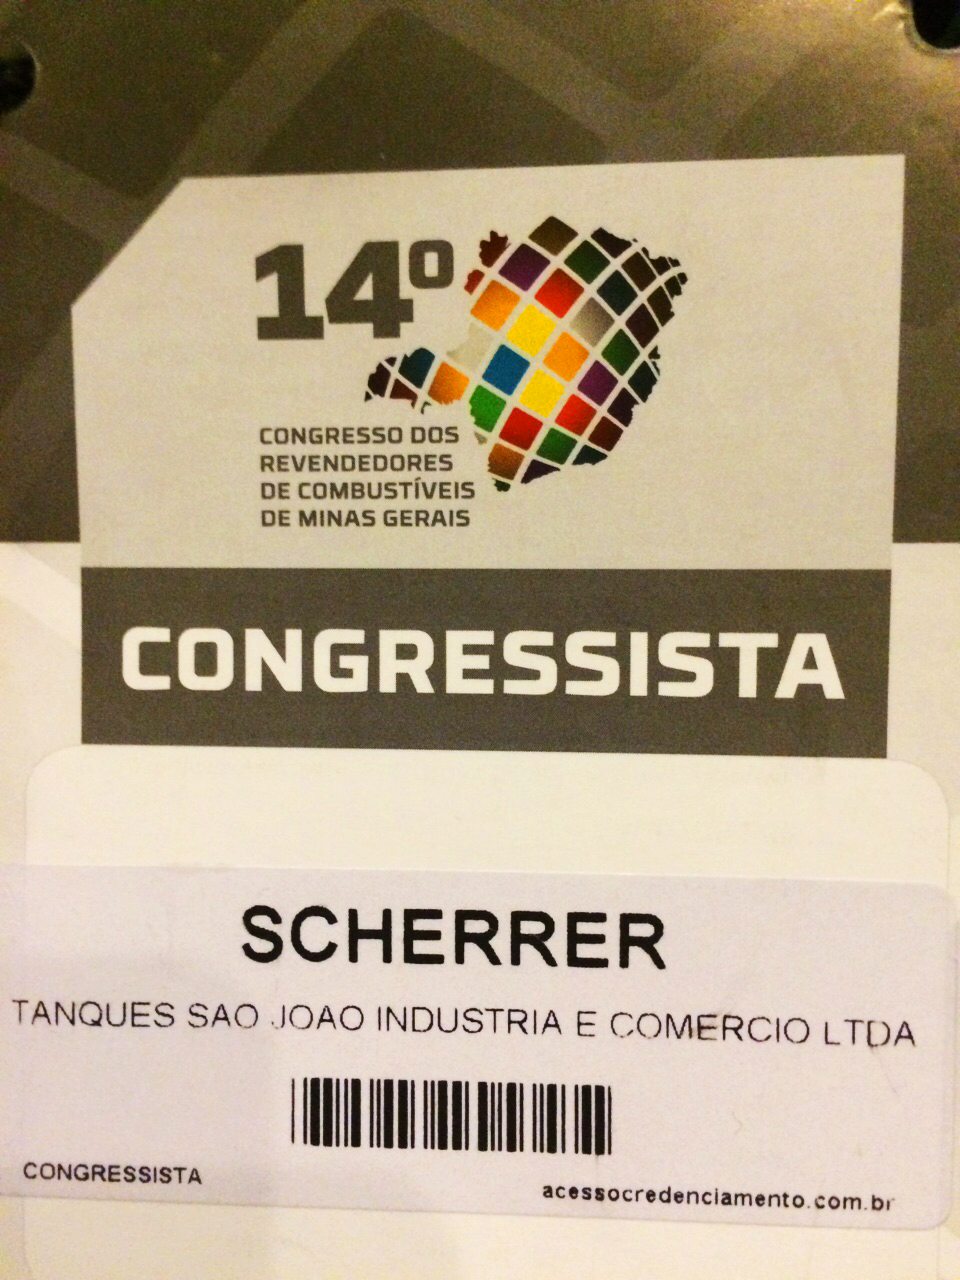 14º
CONGRESSO DOS
REVENDEDORES
DE COMBUSTÍVEIS
DE MINAS GERAIS
CONGRESSISTA
SCHERRER
TANQUES SAO JOAO INDUSTRIA E COMERCIO LTDA
CONGRESSISTA
acessocredenciamento.com.br